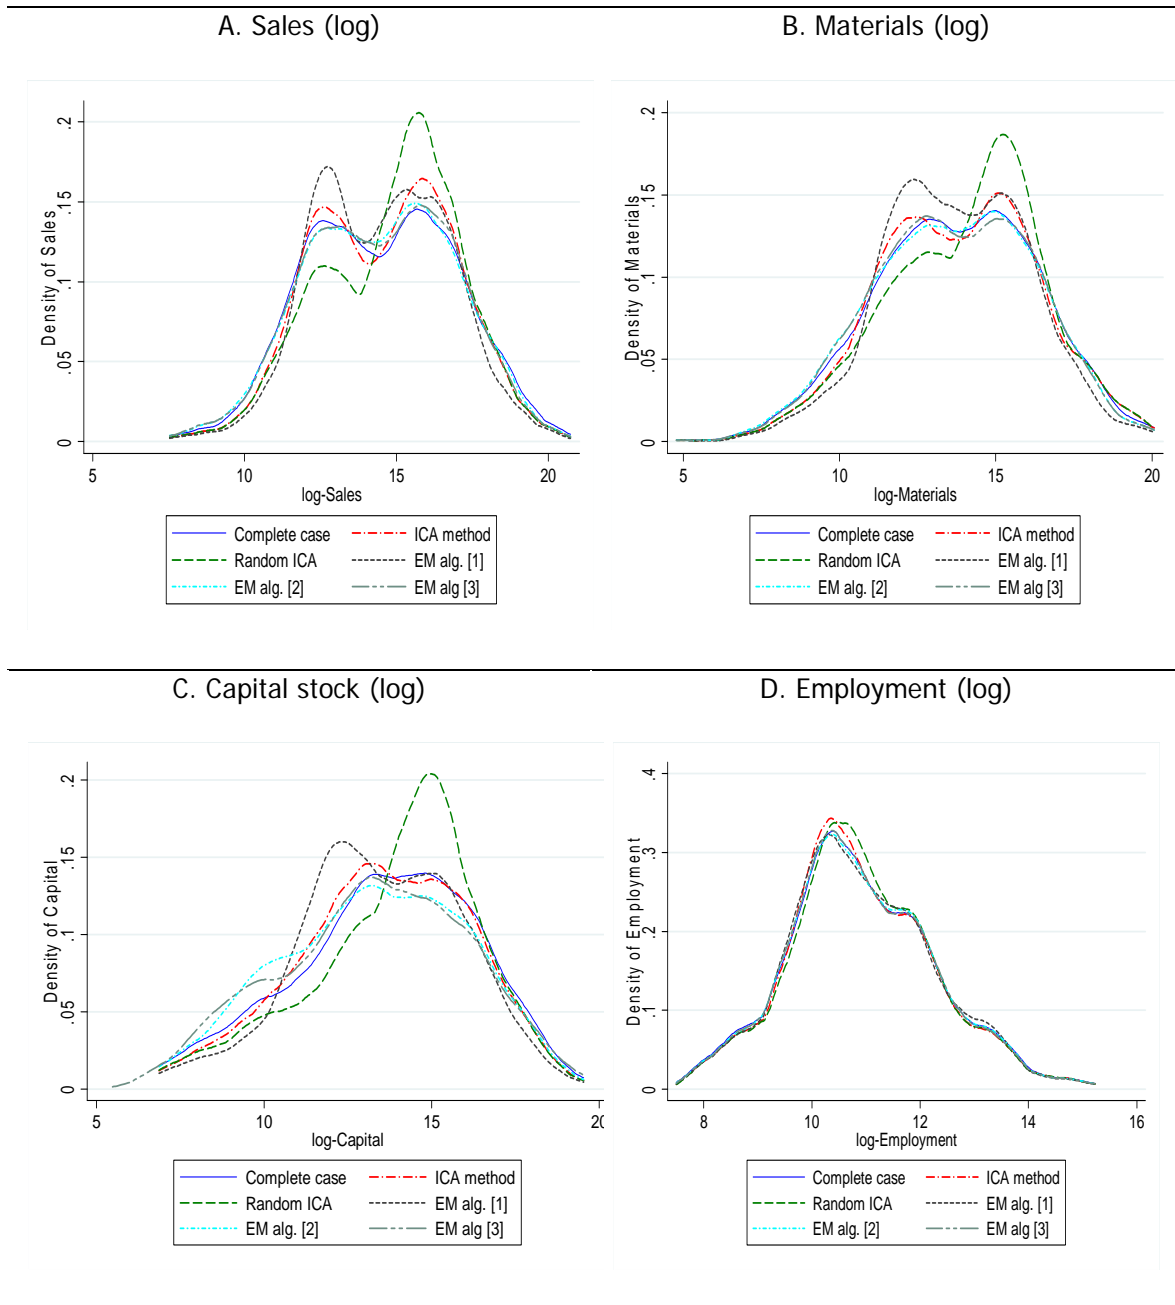 A. Sales (log)
B. Materials (log)
Density of Sales
0
.05
.1
.15
.2
5
10
15
20
log-Sales
Complete case
ICA method
Random ICA
EM alg. [1]
EM alg. [2]
EM alg [3]
Density of Materials
0
.05
.1
.15
.2
5
10
15
20
log-Materials
Complete case
ICA method
Random ICA
EM alg. [1]
EM alg. [2]
EM alg [3]
C. Capital stock (log)
D. Employment (log)
Density of Capital
0
.05
.1
.15
.2
5
10
15
20
log-Capital
Complete case
ICA method
Random ICA
EM alg. [1]
EM alg. [2]
EM alg [3]
Density of Employment
0
.1
.2
.3
.4
8
10
12
14
16
log-Employment
Complete case
ICA method
Random ICA
EM alg. [1]
EM alg. [2]
EM alg [3]